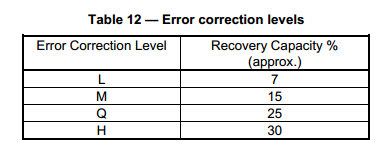 Table 12 — Error correction levels
Error Correction Level Recovery Capacity %
(approx.)
L 7
M 15
Q 25
H 30